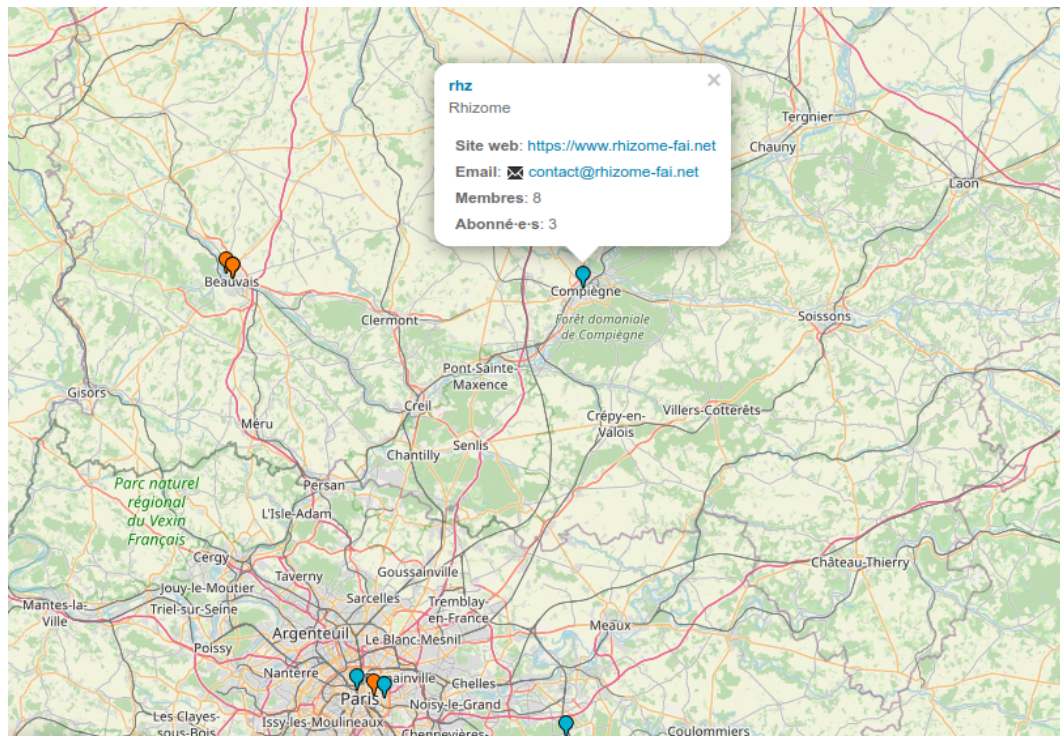 rhz
Rhizome
Site web: https://www.rhizome-fai.net
Email: contact@rhizome-fai.net
Membres: 8
Abonné·e·s: 3
Tergnier
Chauny
Laon
Beauvais
Compiègne
Forêt domaniale
de Compiègne
Soissons
Clermont
Pont-Sainte-
Maxence
Gisors
Creil
Crépy-en-
Valois
Villers-Cotterêts
Méru
Senlis
Chantilly
Persan
Parc naturel
régional
du Vexin
Français
L'Isle-Adam
Cergy
Taverny
Goussainville
Château-Thierry
Jouy-le-Moutier
Sarcelles
Tremblay-
en-France
Mantes-la-
Ville
Triel-sur-Seine
Meaux
Argenteuil
Le Blanc-Mesnil
Poissy
Nanterre
ainville
Chelles
Paris
Noisy-le-Grand
Les Clayes-
sous-Bois
Issy-les-Moulineaux
Chennevières-
Coulommiers